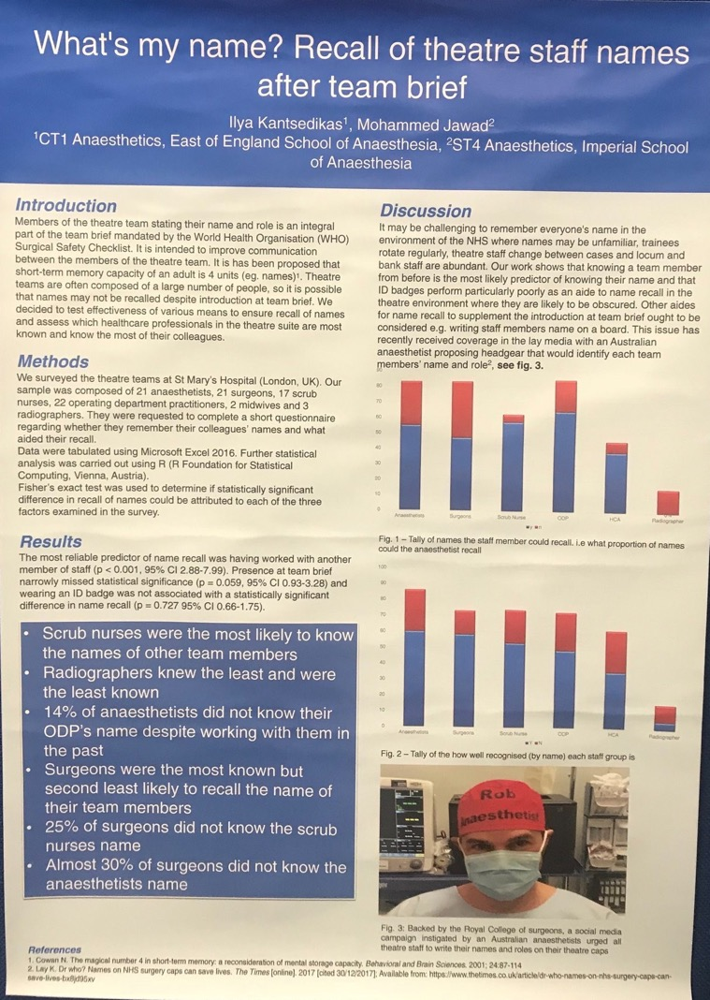 What's my name? Recall of theatre staff names
after team brief
Ilya Kantsedikas¹, Mohammed Jawad²
¹CT1 Anaesthetics, East of England School of Anaesthesia, ²ST4 Anaesthetics, Imperial School
of Anaesthesia
Introduction
Members of the theatre team stating their name and role is an integral
part of the team brief mandated by the World Health Organisation (WHO)
Surgical Safety Checklist. It is intended to improve communication
between the members of the theatre team. It is has been proposed that
short-term memory capacity of an adult is 4 units (eg. names)¹. Theatre
teams are often composed of a large number of people, so it is possible
that names may not be recalled despite introduction at team brief. We
decided to test effectiveness of various means to ensure recall of names
and assess which healthcare professionals in the theatre suite are most
known and know the most of their colleagues.
Methods
We surveyed the theatre teams at St Mary's Hospital (London, UK). Our
sample was composed of 21 anaesthetists, 21 surgeons, 17 scrub
nurses, 22 operating department practitioners, 2 midwives and 3
radiographers. They were requested to complete a short questionnaire
regarding whether they remember their colleagues' names and what
aided their recall.
Data were tabulated using Microsoft Excel 2016. Further statistical
analysis was carried out using R (R Foundation for Statistical
Computing, Vienna, Austria).
Fisher's exact test was used to determine if statistically significant
difference in recall of names could be attributed to each of the three
factors examined in the survey.
Results
The most reliable predictor of name recall was having worked with another
member of staff (p < 0.001, 95% CI 2.88-7.99). Presence at team brief
narrowly missed statistical significance (p = 0.059, 95% CI 0.93-3.28) and
wearing an ID badge was not associated with a statistically significant
difference in name recall (p = 0.727 95% CI 0.66-1.75).
• Scrub nurses were the most likely to know
the names of other team members
• Radiographers knew the least and were
the least known
• 14% of anaesthetists did not know their
ODP's name despite working with them in
the past
• Surgeons were the most known but
second least likely to recall the name of
their team members
• 25% of surgeons did not know the scrub
nurses name
• Almost 30% of surgeons did not know the
anaesthetists name
Discussion
It may be challenging to remember everyone's name in the
environment of the NHS where names may be unfamiliar, trainees
rotate regularly, theatre staff change between cases and locum and
bank staff are abundant. Our work shows that knowing a team member
from before is the most likely predictor of knowing their name and that
ID badges perform particularly poorly as an aide to name recall in the
theatre environment where they are likely to be obscured. Other aides
for name recall to supplement the introduction at team brief ought to be
considered e.g. writing staff members name on a board. This issue has
recently received coverage in the lay media with an Australian
anaesthetist proposing headgear that would identify each team
members' name and role², see fig. 3.
80
70
60
50
40
30
20
10
0
Anaesthetists Surgeons Scrub Nurse ODP HCA Radiographer
Fig. 1 – Tally of names the staff member could recall. i.e what proportion of names
could the anaesthetist recall
100
90
80
70
60
50
40
30
20
10
0
Anaesthetists Surgeons Scrub Nurse ODP HCA Radiographer
Y N
Fig. 2 – Tally of the how well recognised (by name) each staff group is
Rob
Anaesthetist
Fig. 3: Backed by the Royal College of surgeons, a social media
campaign instigated by an Australian anaesthetists urged all
theatre staff to write their names and roles on their theatre caps
References
1. Cowan N. The magical number 4 in short-term memory: a reconsideration of mental storage capacity. Behavioral and Brain Sciences. 2001; 24:87-114
2. Lay K. Dr who? Names on NHS surgery caps can save lives. The Times [online]. 2017 [cited 30/12/2017]; Available from: https://www.thetimes.co.uk/article/dr-who-names-on-nhs-surgery-caps-can-
save-lives-bx8jd95xv